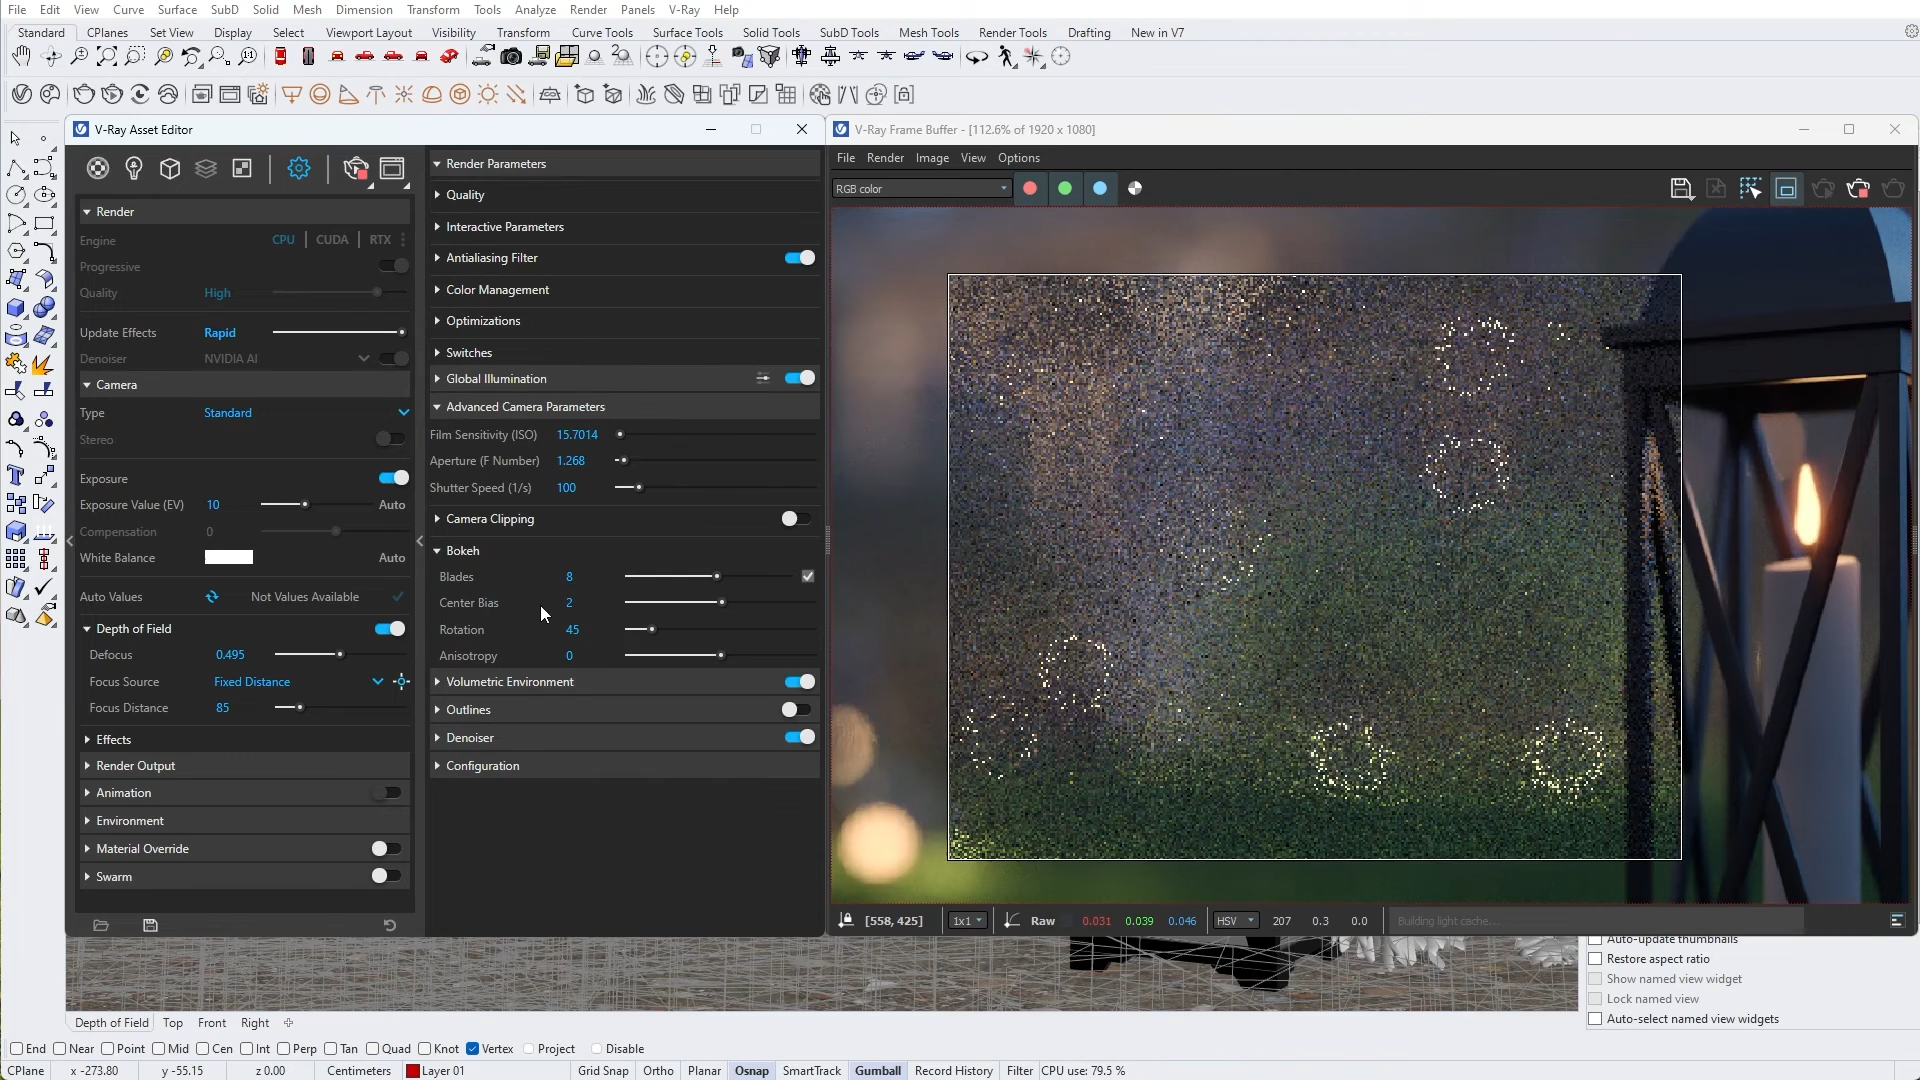 File Edit View Curve Surface SubD Solid Mesh Dimension Transform Tools Analyze Render Panels V-Ray Help
Standard CPlanes Set View Display Select Viewport Layout Visibility Transform Curve Tools Surface Tools Solid Tools SubD Tools Mesh Tools Render Tools Drafting New in V7
V-Ray Asset Editor
V-Ray Frame Buffer - [112.6% of 1920 x 1080]
File Render Image View Options
RGB color
Render
Engine CPU CUDA RTX
Progressive
Quality High
Update Effects Rapid
Denoiser NVIDIA AI
Camera
Type Standard
Stereo
Exposure
Exposure Value (EV) 10 Auto
Compensation 0
White Balance Auto
Auto Values Not Values Available
Depth of Field
Defocus 0.495
Focus Source Fixed Distance
Focus Distance 85
Effects
Render Output
Animation
Environment
Material Override
Swarm
Render Parameters
Quality
Interactive Parameters
Antialiasing Filter
Color Management
Optimizations
Switches
Global Illumination
Advanced Camera Parameters
Film Sensitivity (ISO) 15.7014
Aperture (F Number) 1.268
Shutter Speed (1/s) 100
Camera Clipping
Bokeh
Blades 8
Center Bias 2
Rotation 45
Anisotropy 0
Volumetric Environment
Outlines
Denoiser
Configuration
[558, 425] 1x1 Raw 0.031 0.039 0.046 HSV 207 0.3 0.0 Building light cache...
Auto-update thumbnails
Restore aspect ratio
Show named view widget
Lock named view
Auto-select named view widgets
Depth of Field Top Front Right
End Near Point Mid Cen Int Perp Tan Quad Knot Vertex Project Disable
CPlane x -273.80 y -55.15 z 0.00 Centimeters Layer 01 Grid Snap Ortho Planar Osnap SmartTrack Gumball Record History Filter CPU use: 79.5 %